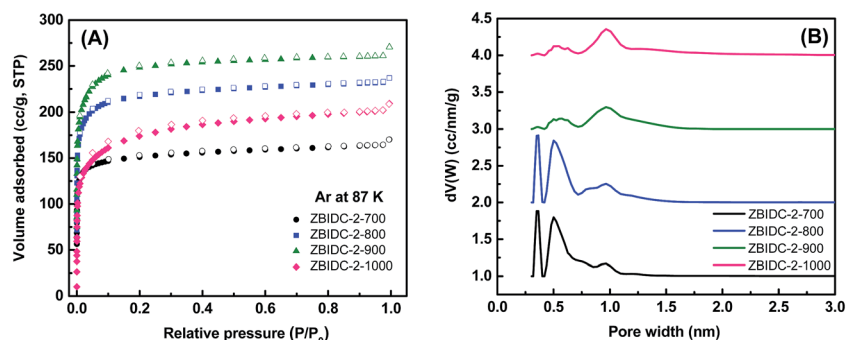 (A)
Volume adsorbed (cc/g, STP)
300
250
200
150
100
50
0
Ar at 87 K
ZBIDC-2-700
ZBIDC-2-800
ZBIDC-2-900
ZBIDC-2-1000
0.0 0.2 0.4 0.6 0.8 1.0
Relative pressure (P/P₀)
(B)
dV(W) (cc/nm/g)
4.5
4.0
3.5
3.0
2.5
2.0
1.5
1.0
ZBIDC-2-700
ZBIDC-2-800
ZBIDC-2-900
ZBIDC-2-1000
0.0 0.5 1.0 1.5 2.0 2.5 3.0
Pore width (nm)